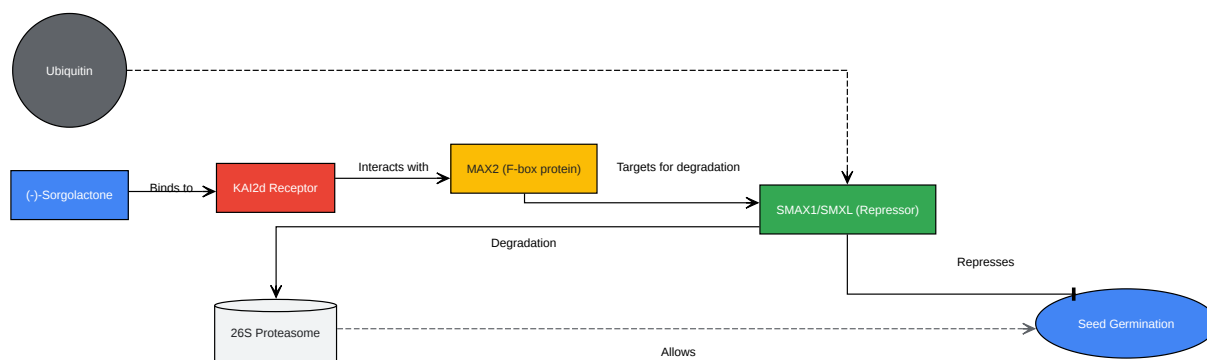 Ubiquitin
(-)-Sorgolactone
Binds to
KAI2d Receptor
Interacts with
MAX2 (F-box protein)
Targets for degradation
SMAX1/SMXL (Repressor)
Degradation
Represses
26S Proteasome
Allows
Seed Germination